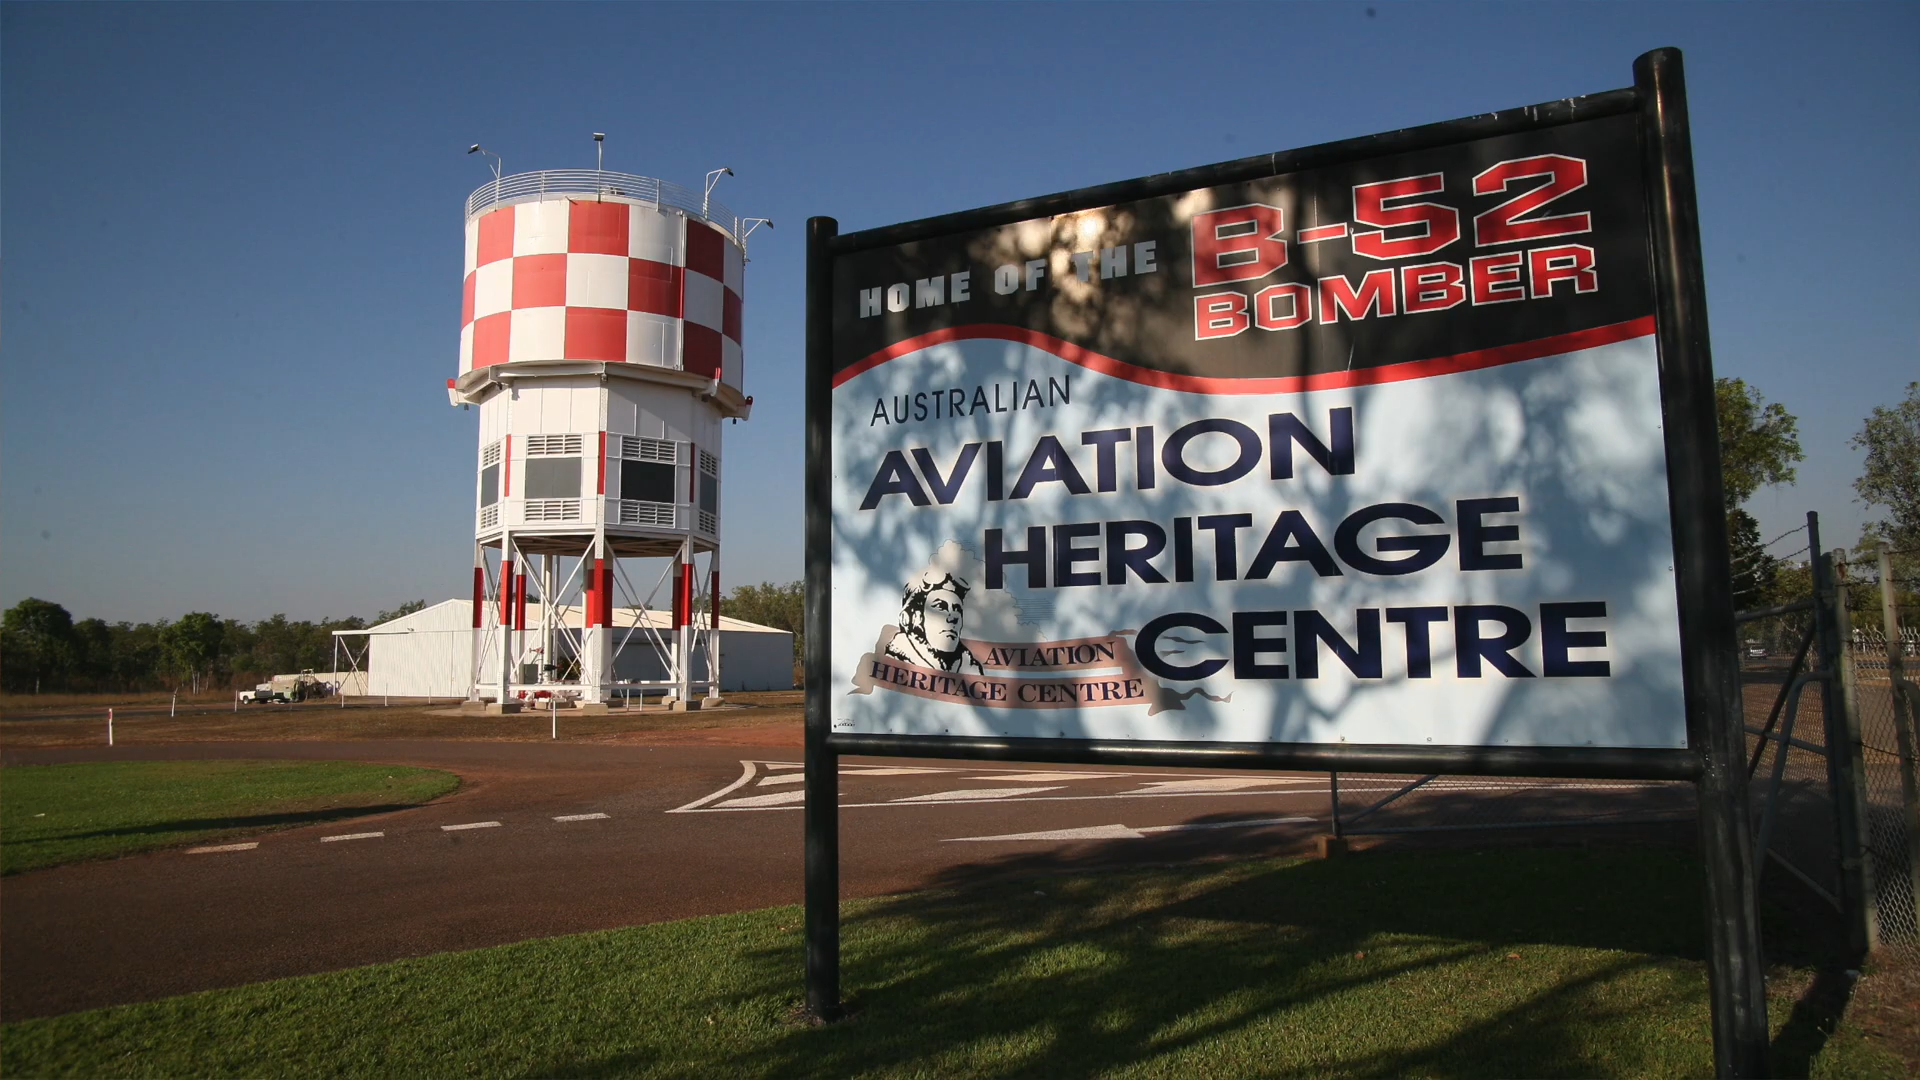 HOME OF THE B-52
BOMBER
AUSTRALIAN
AVIATION
HERITAGE
CENTRE
AVIATION
HERITAGE CENTRE